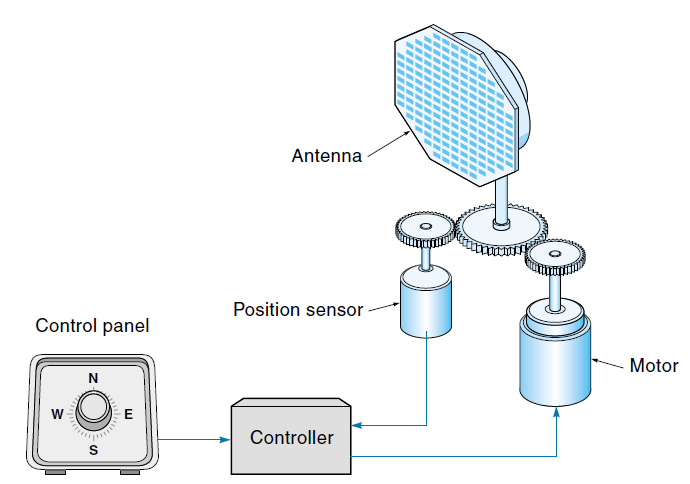 Antenna
Position sensor
Control panel
Motor
N
W
E
S
Controller